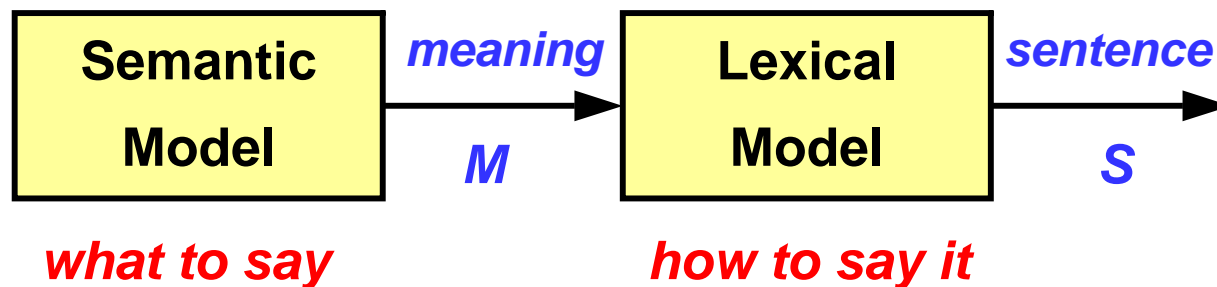 Semantic
Model
meaning
M
Lexical
Model
sentence
S
what to say
how to say it